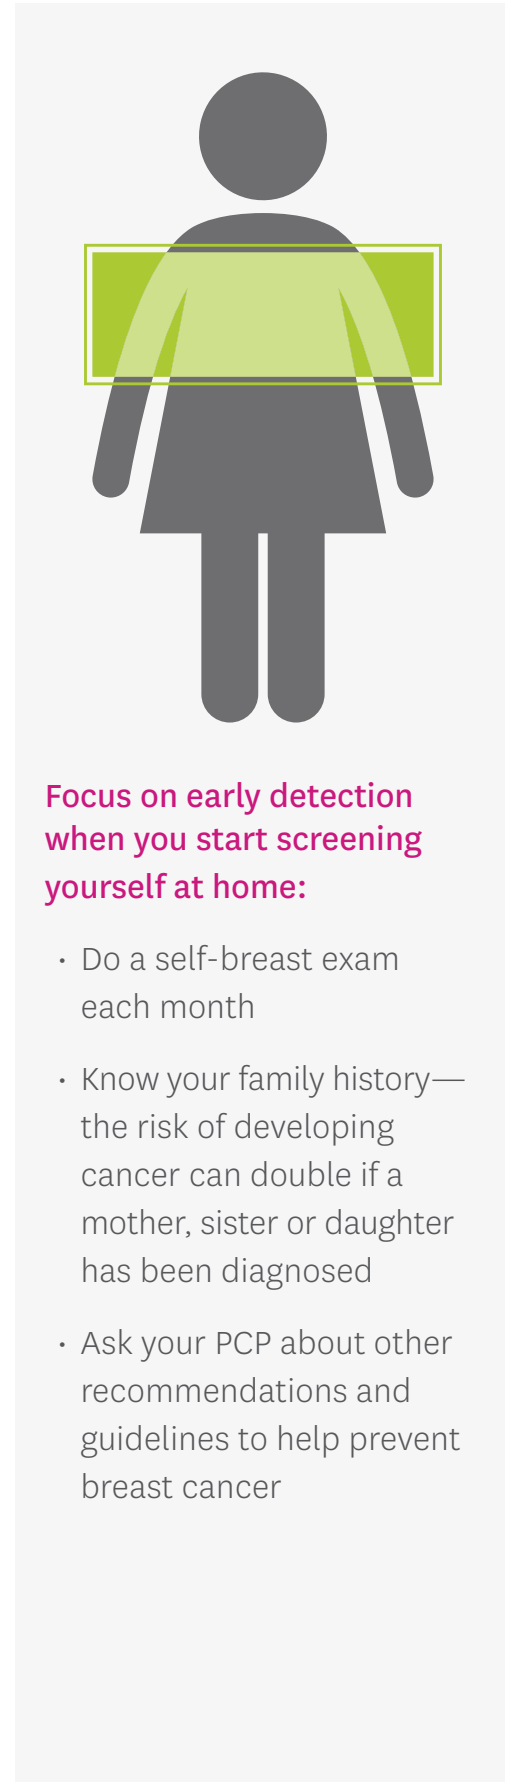 Focus on early detection
when you start screening
yourself at home:
· Do a self-breast exam
each month
· Know your family history—
the risk of developing
cancer can double if a
mother, sister or daughter
has been diagnosed
· Ask your PCP about other
recommendations and
guidelines to help prevent
breast cancer